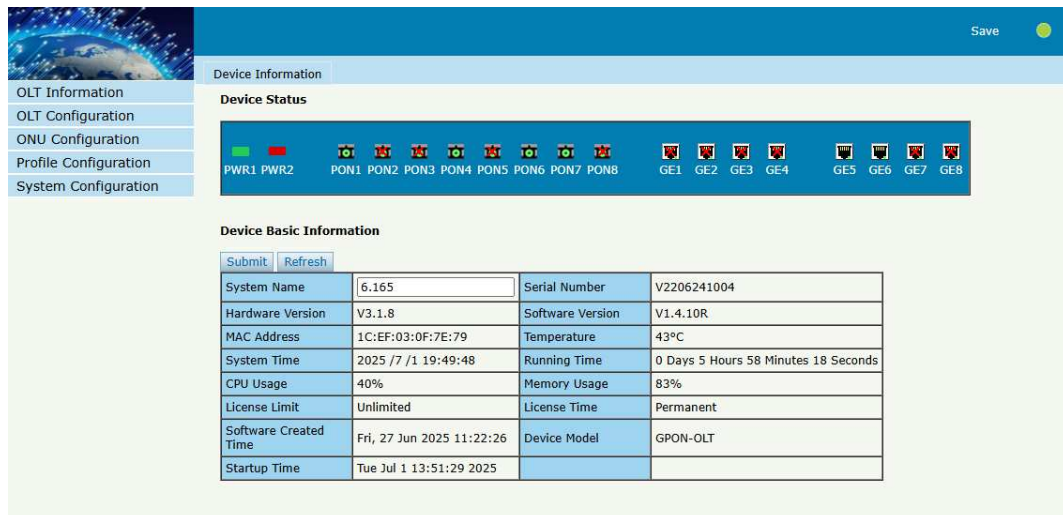 Save
Device Information
OLT Information
OLT Configuration
ONU Configuration
Profile Configuration
System Configuration
Device Status
PWR1 PWR2 PON1 PON2 PON3 PON4 PON5 PON6 PON7 PON8 GE1 GE2 GE3 GE4 GE5 GE6 GE7 GE8
Device Basic Information
Submit Refresh
System Name 6.165 Serial Number V2206241004
Hardware Version V3.1.8 Software Version V1.4.10R
MAC Address 1C:EF:03:0F:7E:79 Temperature 43°C
System Time 2025 /7 /1 19:49:48 Running Time 0 Days 5 Hours 58 Minutes 18 Seconds
CPU Usage 40% Memory Usage 83%
License Limit Unlimited License Time Permanent
Software Created Time Fri, 27 Jun 2025 11:22:26 Device Model GPON-OLT
Startup Time Tue Jul 1 13:51:29 2025